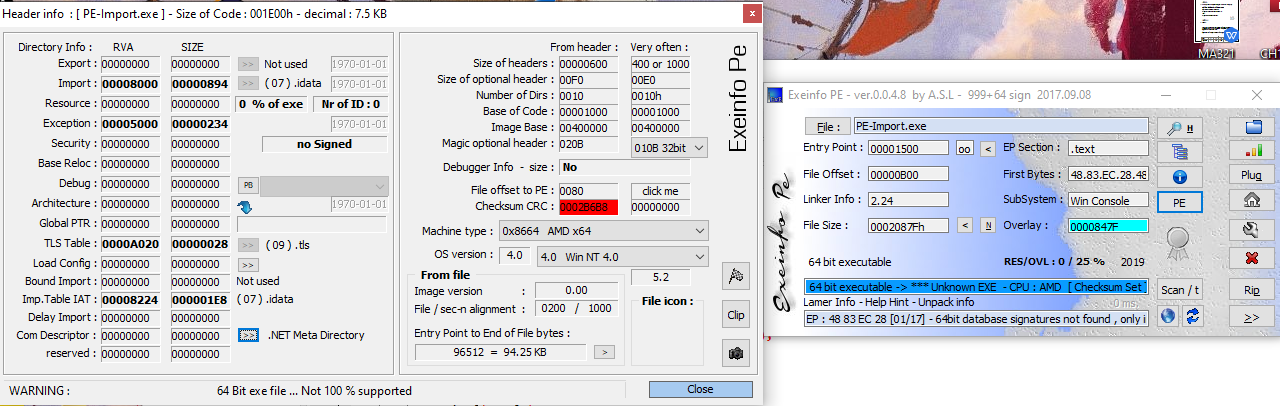 Header info : [ PE-Import.exe ] - Size of Code : 001E00h - decimal : 7.5 KB
x
Directory Info : RVA SIZE
Export : 00000000 00000000 >> Not used 1970-01-01
Import : 00008000 00000894 >> ( 07 ) .idata
Resource : 00000000 00000000 0 % of exe Nr of ID : 0
Exception : 00005000 00000234 1970-01-01
Security : 00000000 00000000 no Signed
Base Reloc : 00000000 00000000
Debug : 00000000 00000000 PB
Architecture : 00000000 00000000 1970-01-01
Global PTR : 00000000 00000000
TLS Table : 0000A020 00000028 >> ( 09 ) .tls
Load Config : 00000000 00000000 >>
Bound Import : 00000000 00000000 Not used
Imp.Table IAT : 00008224 000001E8 ( 07 ) .idata
Delay Import : 00000000 00000000
Com Descriptor : 00000000 00000000 >> .NET Meta Directory
reserved : 00000000 00000000
From header : Very often :
Size of headers : 00000600 400 or 1000
Size of optional header : 00F0 00E0
Number of Dirs : 0010 0010h
Base of Code : 00001000 00001000
Image Base : 00400000 00400000
Magic optional header : 020B 010B 32bit
Debugger Info - size : No
File offset to PE : 0080 click me
Checksum CRC : 0002B6B8 00000000
Machine type : 0x8664 AMD x64
OS version : 4.0 4.0 Win NT 4.0
From file 5.2
Image version : 0.00 File icon :
File / sec-n alignment : 0200 / 1000
Entry Point to End of File bytes :
96512 = 94.25 KB >
Exeinfo Pe
Clip
WARNING : 64 Bit exe file ... Not 100 % supported Close
MA321 CH
Exeinfo PE - ver.0.0.4.8 by A.S.L - 999+64 sign 2017.09.08
File : PE-Import.exe H
Entry Point : 00001500 oo < EP Section : .text
File Offset : 00000B00 First Bytes : 48.83.EC.28.48 Plug
Linker Info : 2.24 SubSystem : Win Console PE
File Size : 0002087Fh < N Overlay : 0000847F
64 bit executable RES/OVL : 0 / 25 % 2019
64 bit executable -> *** Unknown EXE - CPU : AMD [ Checksum Set ] Scan / t Rip
Lamer Info - Help Hint - Unpack info 0 ms.
EP : 48 83 EC 28 [01/17] - 64bit database signatures not found , only i >>
Exeinfo Pe